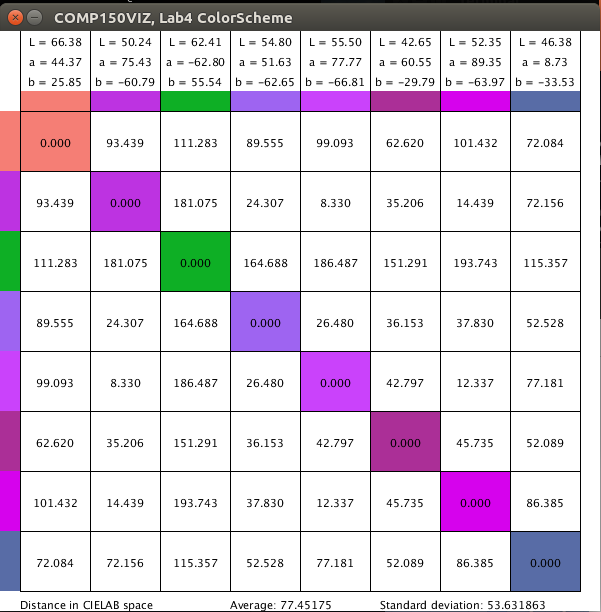 COMP150VIZ, Lab4 ColorScheme
L = 66.38 L = 50.24 L = 62.41 L = 54.80 L = 55.50 L = 42.65 L = 52.35 L = 46.38
a = 44.37 a = 75.43 a = −62.80 a = 51.63 a = 77.77 a = 60.55 a = 89.35 a = 8.73
b = 25.85 b = −60.79 b = 55.54 b = −62.65 b = −66.81 b = −29.79 b = −63.97 b = −33.53
0.000 93.439 111.283 89.555 99.093 62.620 101.432 72.084
93.439 0.000 181.075 24.307 8.330 35.206 14.439 72.156
111.283 181.075 0.000 164.688 186.487 151.291 193.743 115.357
89.555 24.307 164.688 0.000 26.480 36.153 37.830 52.528
99.093 8.330 186.487 26.480 0.000 42.797 12.337 77.181
62.620 35.206 151.291 36.153 42.797 0.000 45.735 52.089
101.432 14.439 193.743 37.830 12.337 45.735 0.000 86.385
72.084 72.156 115.357 52.528 77.181 52.089 86.385 0.000
Distance in CIELAB space Average: 77.45175 Standard deviation: 53.631863